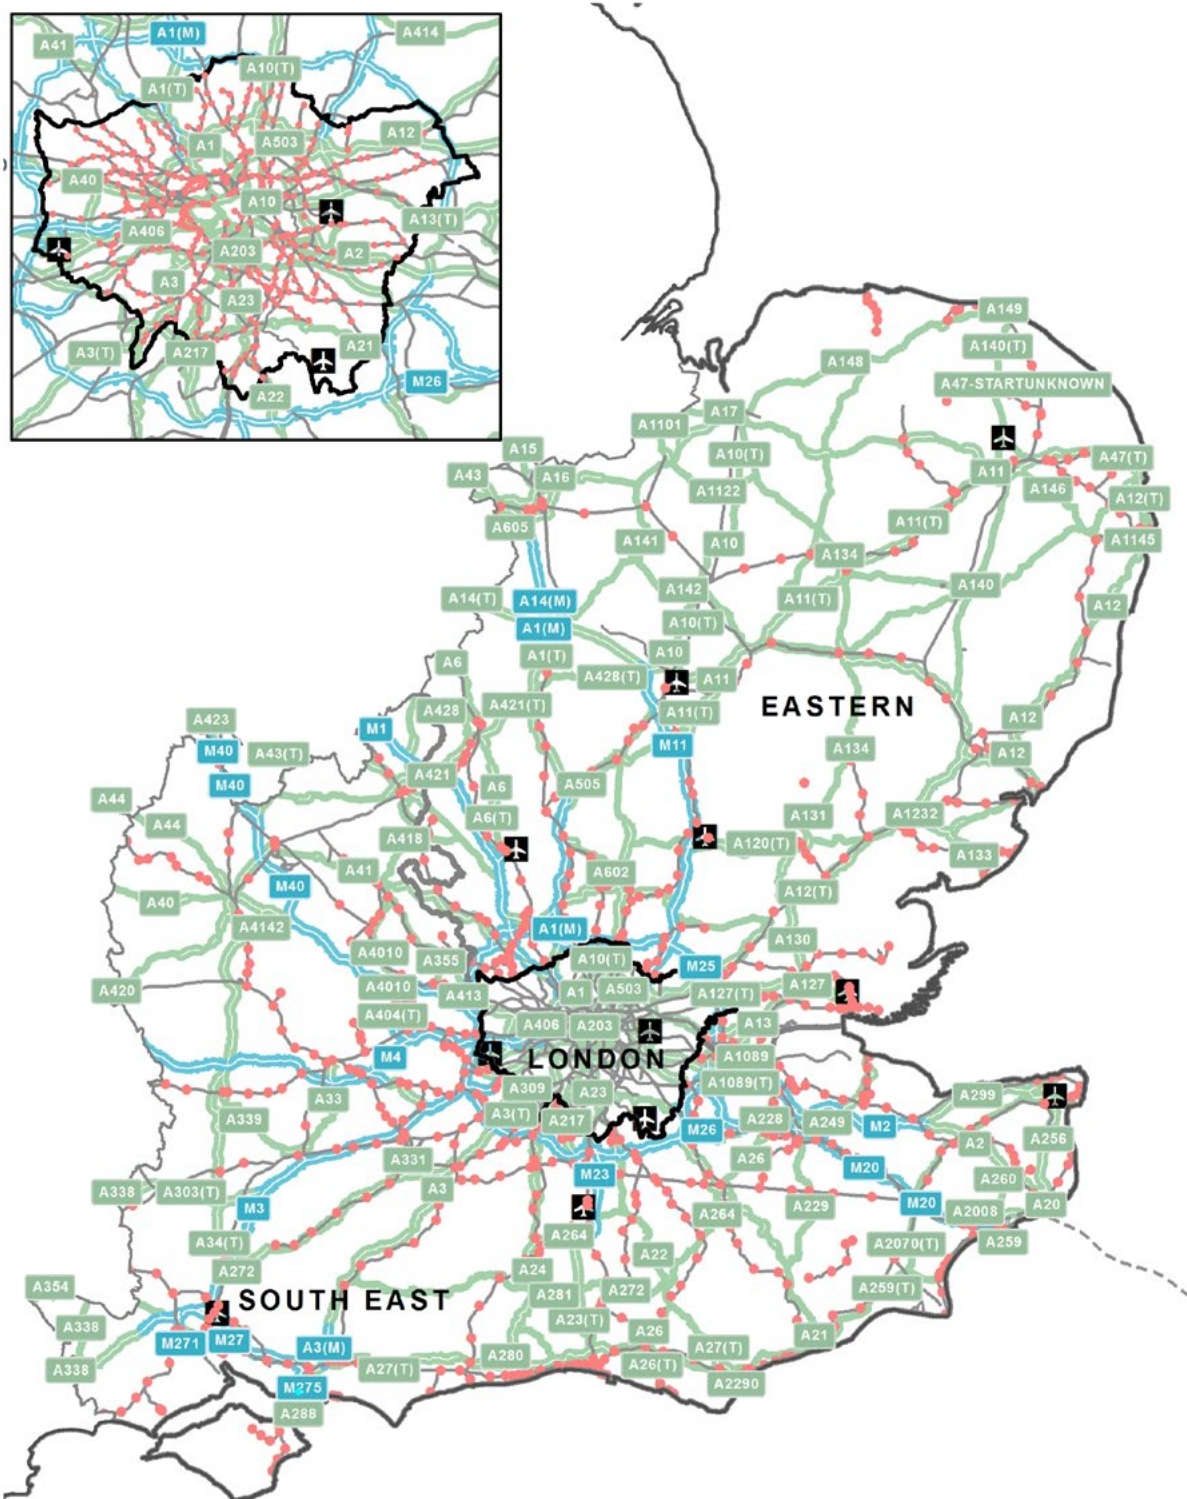 A1(M)
A414
A41
A10(T)
A1(T)
A12
A1
A503
A40
A10
A13(T)
A406
A203
A2
A3
A23
A3(T)
A217
A21
M26
A22
A149
A140(T)
A148
A47-STARTUNKNOWN
A17
A1101
A15
A10(T)
A43
A16
A11
A47(T)
A1122
A146
A12(T)
A605
A11(T)
A141
A10
A134
A1145
A14(T)
A14(M)
A142
A11(T)
A140
A12
A1(M)
A10(T)
A6
A1(T)
A10
A428(T)
A11
A428
A421(T)
A11(T)
EASTERN
A423
M1
A12
M40
A43(T)
M11
A134
A12
M40
A421
A6
A505
A44
A6(T)
A131
A1232
A44
A418
A120(T)
A133
A41
A602
M40
A12(T)
A40
A4142
A1(M)
A130
A4010
A355
A10(T)
M25
A420
A4010
A413
A1
A503
A127(T)
A127
A404(T)
A406
A203
A13
M4
LONDON
A1089
A309
A23
A1089(T)
A33
A299
A339
A3(T)
A217
A228
A249
M2
M26
A2
A256
A331
A26
M23
M20
A260
A338
A303(T)
A3
M20
A20
M3
A264
A229
A2008
A34(T)
A264
A2070(T)
A259
A22
A272
A24
A354
A281
A272
A259(T)
SOUTH EAST
A338
A23(T)
A26
A21
M271
M27
A3(M)
A27(T)
A338
A280
A27(T)
A26(T)
M275
A2290
A288